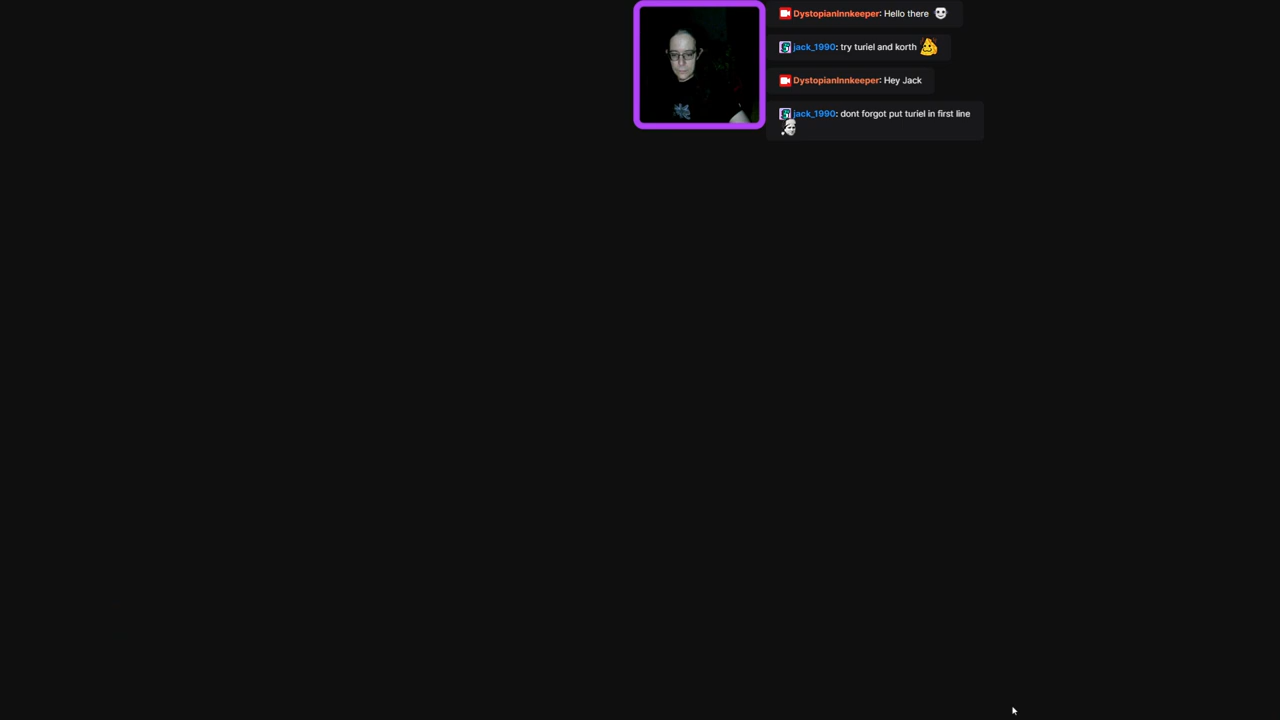 DystopianInnkeeper: Hello there
jack_1990: try turiel and korth
DystopianInnkeeper: Hey Jack
jack_1990: dont forgot put turiel in first line